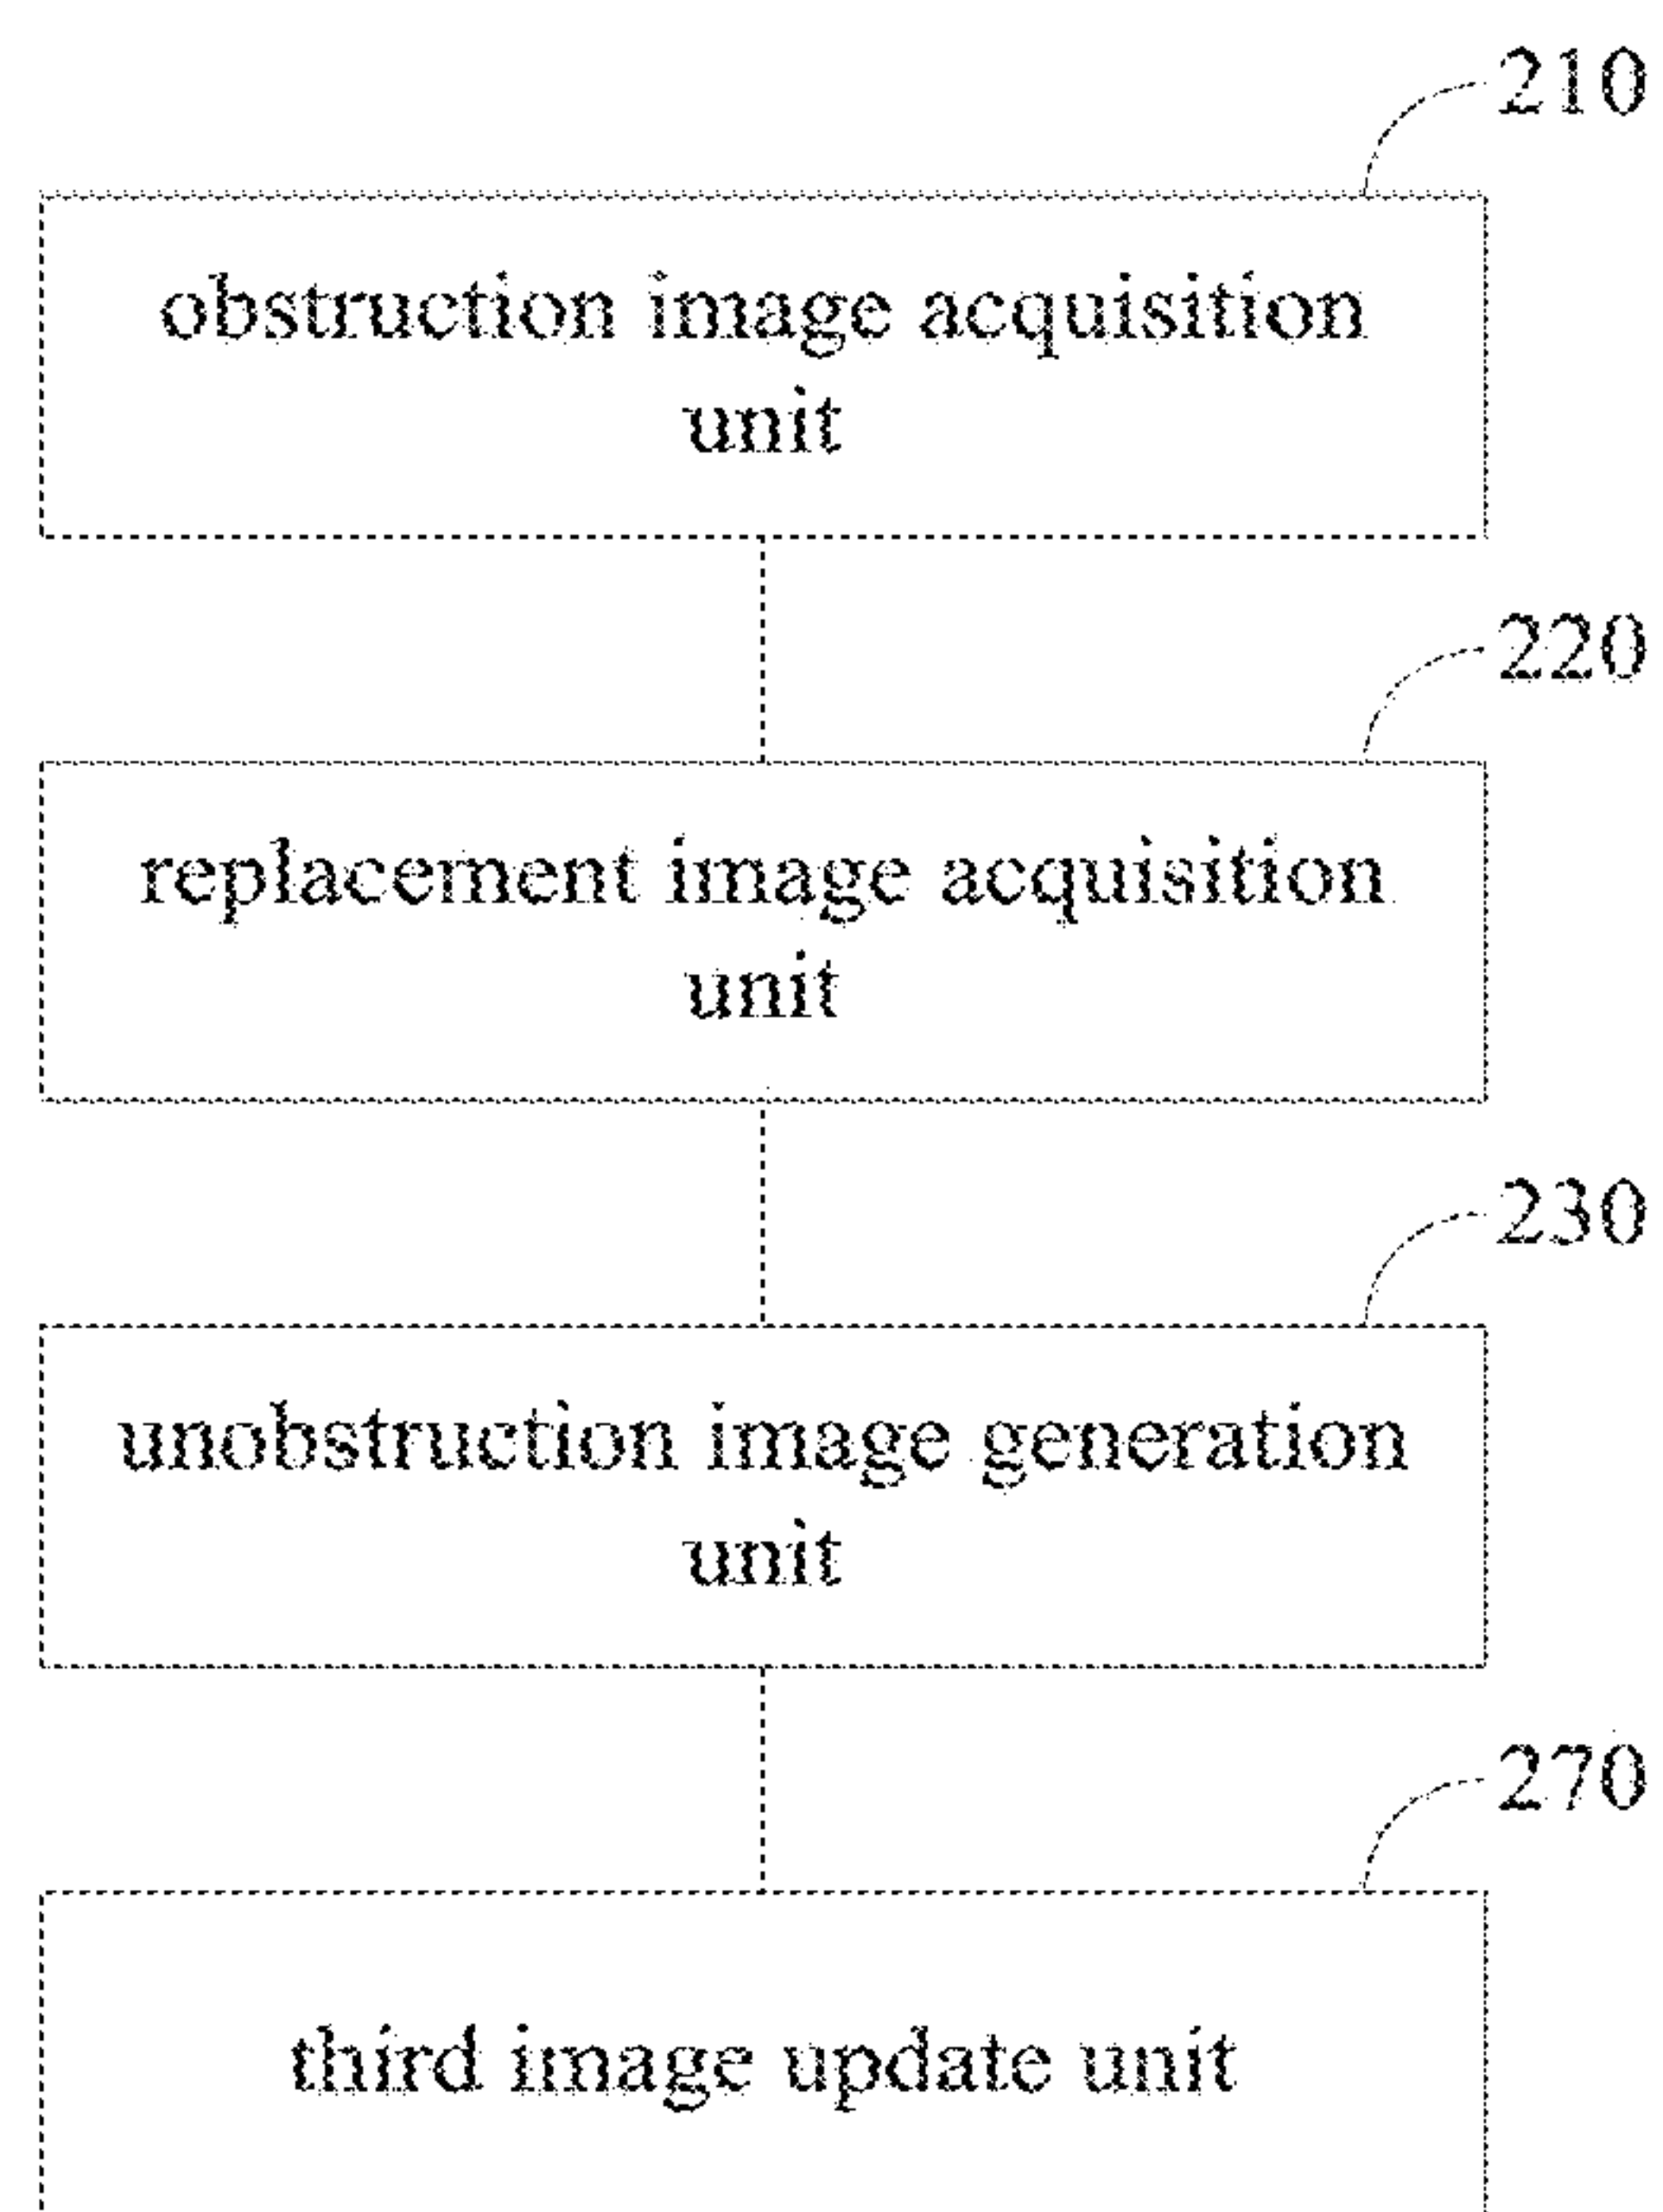 210
obstruction image acquisition
unit
220
replacement image acquisition
unit
230
unobstruction image generation
unit
270
third image update unit